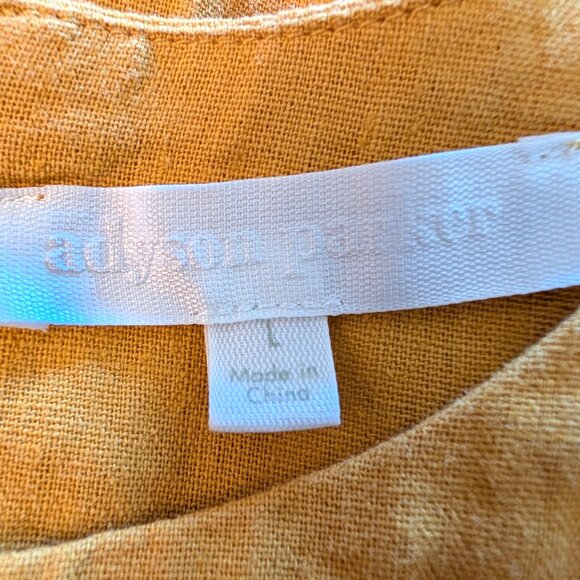 adyson parker
L
Made in
China